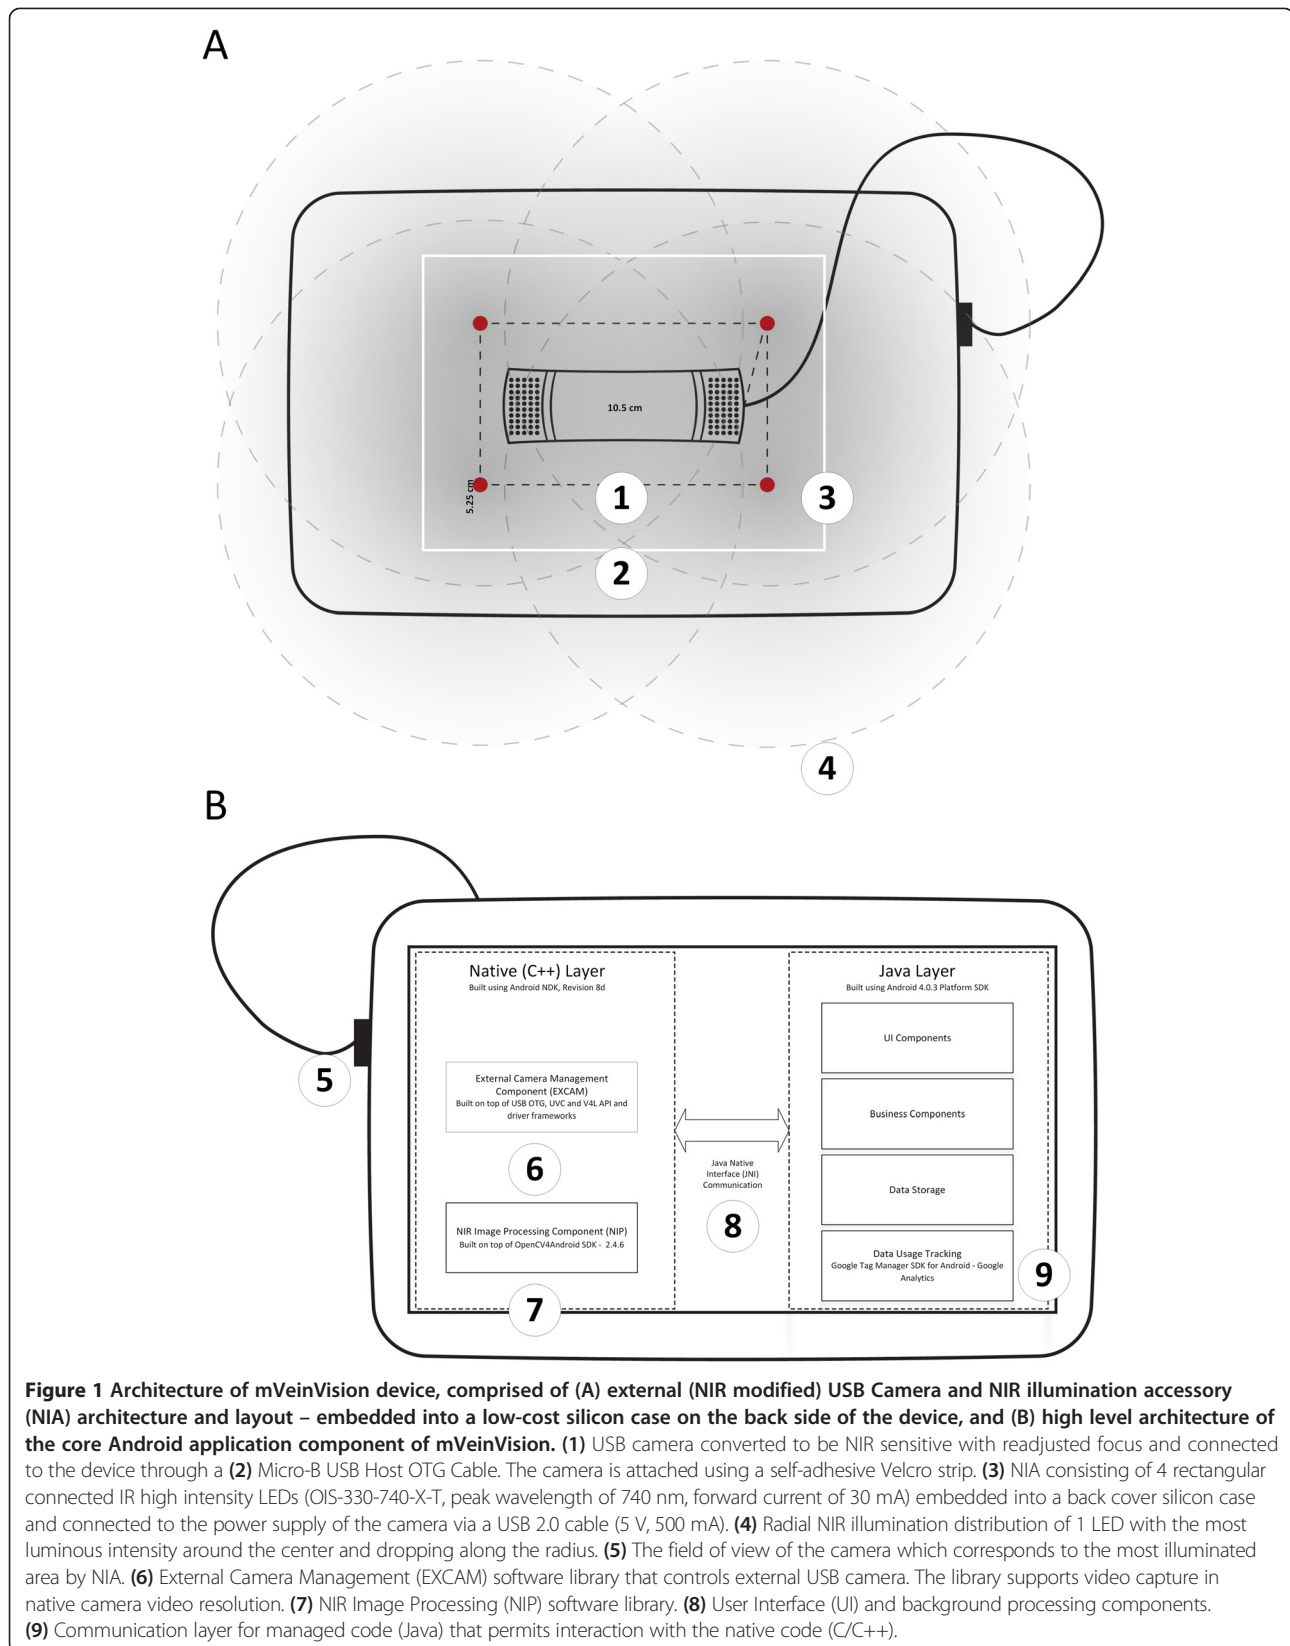 A
10.5 cm
5.25 cm
1
3
2
4
B
Native (C++) Layer
Built using Android NDK, Revision 8d
Java Layer
Built using Android 4.0.3 Platform SDK
UI Components
5
External Camera Management
Component (EXCAM)
Built on top of USB OTG, UVC and V4L API and
driver frameworks
Business Components
6
Java Native
Interface (JNI)
Communication
Data Storage
8
NIR Image Processing Component (NIP)
Built on top of OpenCV4Android SDK - 2.4.6
Data Usage Tracking
Google Tag Manager SDK for Android - Google
Analytics
9
7
Figure 1 Architecture of mVeinVision device, comprised of (A) external (NIR modified) USB Camera and NIR illumination accessory
(NIA) architecture and layout – embedded into a low-cost silicon case on the back side of the device, and (B) high level architecture of
the core Android application component of mVeinVision. (1) USB camera converted to be NIR sensitive with readjusted focus and connected
to the device through a (2) Micro-B USB Host OTG Cable. The camera is attached using a self-adhesive Velcro strip. (3) NIA consisting of 4 rectangular
connected IR high intensity LEDs (OIS-330-740-X-T, peak wavelength of 740 nm, forward current of 30 mA) embedded into a back cover silicon case
and connected to the power supply of the camera via a USB 2.0 cable (5 V, 500 mA). (4) Radial NIR illumination distribution of 1 LED with the most
luminous intensity around the center and dropping along the radius. (5) The field of view of the camera which corresponds to the most illuminated
area by NIA. (6) External Camera Management (EXCAM) software library that controls external USB camera. The library supports video capture in
native camera video resolution. (7) NIR Image Processing (NIP) software library. (8) User Interface (UI) and background processing components.
(9) Communication layer for managed code (Java) that permits interaction with the native code (C/C++).